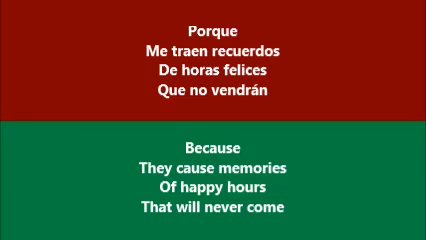 Porque
Me traen recuerdos
De horas felices
Que no vendrán
Because
They cause memories
Of happy hours
That will never come